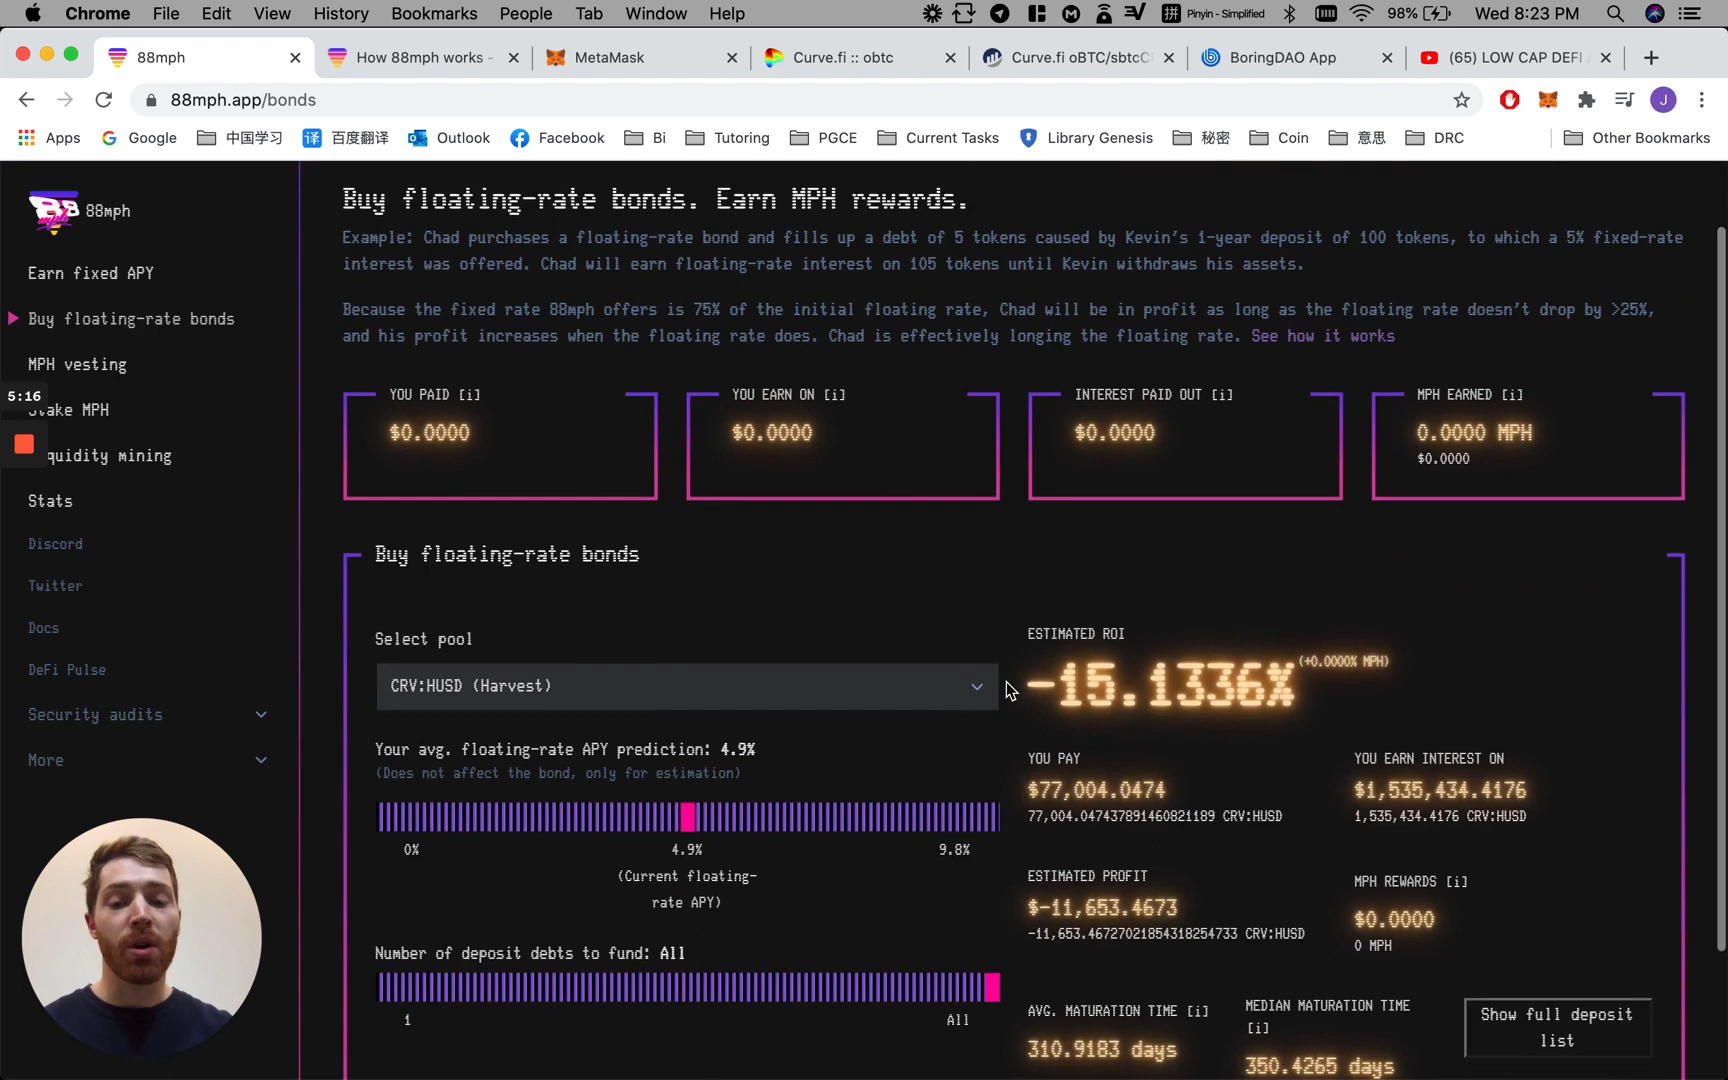 Chrome File Edit View History Bookmarks People Tab Window Help
拼 Pinyin - Simplified 98% Wed 8:23 PM
88mph
How 88mph works -
MetaMask
Curve.fi :: obtc
Curve.fi oBTC/sbtcC
BoringDAO App
(65) LOW CAP DEFI
88mph.app/bonds
J
Apps Google 中国学习 译 百度翻译 Outlook Facebook Bi Tutoring PGCE Current Tasks Library Genesis 秘密 Coin 意思 DRC Other Bookmarks
88mph
Earn fixed APY
Buy floating-rate bonds
MPH vesting
5:16
Stake MPH
quidity mining
Stats
Discord
Twitter
Docs
DeFi Pulse
Security audits
More
Buy floating-rate bonds. Earn MPH rewards.
Example: Chad purchases a floating-rate bond and fills up a debt of 5 tokens caused by Kevin's 1-year deposit of 100 tokens, to which a 5% fixed-rate
interest was offered. Chad will earn floating-rate interest on 105 tokens until Kevin withdraws his assets.
Because the fixed rate 88mph offers is 75% of the initial floating rate, Chad will be in profit as long as the floating rate doesn't drop by >25%,
and his profit increases when the floating rate does. Chad is effectively longing the floating rate. See how it works
YOU PAID [i]
$0.0000
YOU EARN ON [i]
$0.0000
INTEREST PAID OUT [i]
$0.0000
MPH EARNED [i]
0.0000 MPH
$0.0000
Buy floating-rate bonds
Select pool
CRV:HUSD (Harvest)
Your avg. floating-rate APY prediction: 4.9%
(Does not affect the bond, only for estimation)
0% 4.9% 9.8%
(Current floating-
rate APY)
Number of deposit debts to fund: All
1 All
ESTIMATED ROI
-15.1336% (+0.0000% MPH)
YOU PAY
$77,004.0474
77,004.047437891460821189 CRV:HUSD
YOU EARN INTEREST ON
$1,535,434.4176
1,535,434.4176 CRV:HUSD
ESTIMATED PROFIT
$-11,653.4673
-11,653.46727021854318254733 CRV:HUSD
MPH REWARDS [i]
$0.0000
0 MPH
AVG. MATURATION TIME [i]
310.9183 days
MEDIAN MATURATION TIME
[i]
350.4265 days
Show full deposit
list